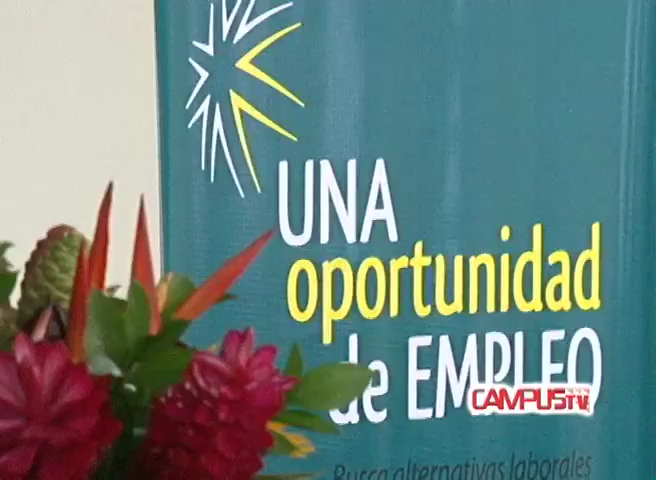 UNA
oportunidad
de EMPLEO
CAMPUSTV
Busca alternativas laborales